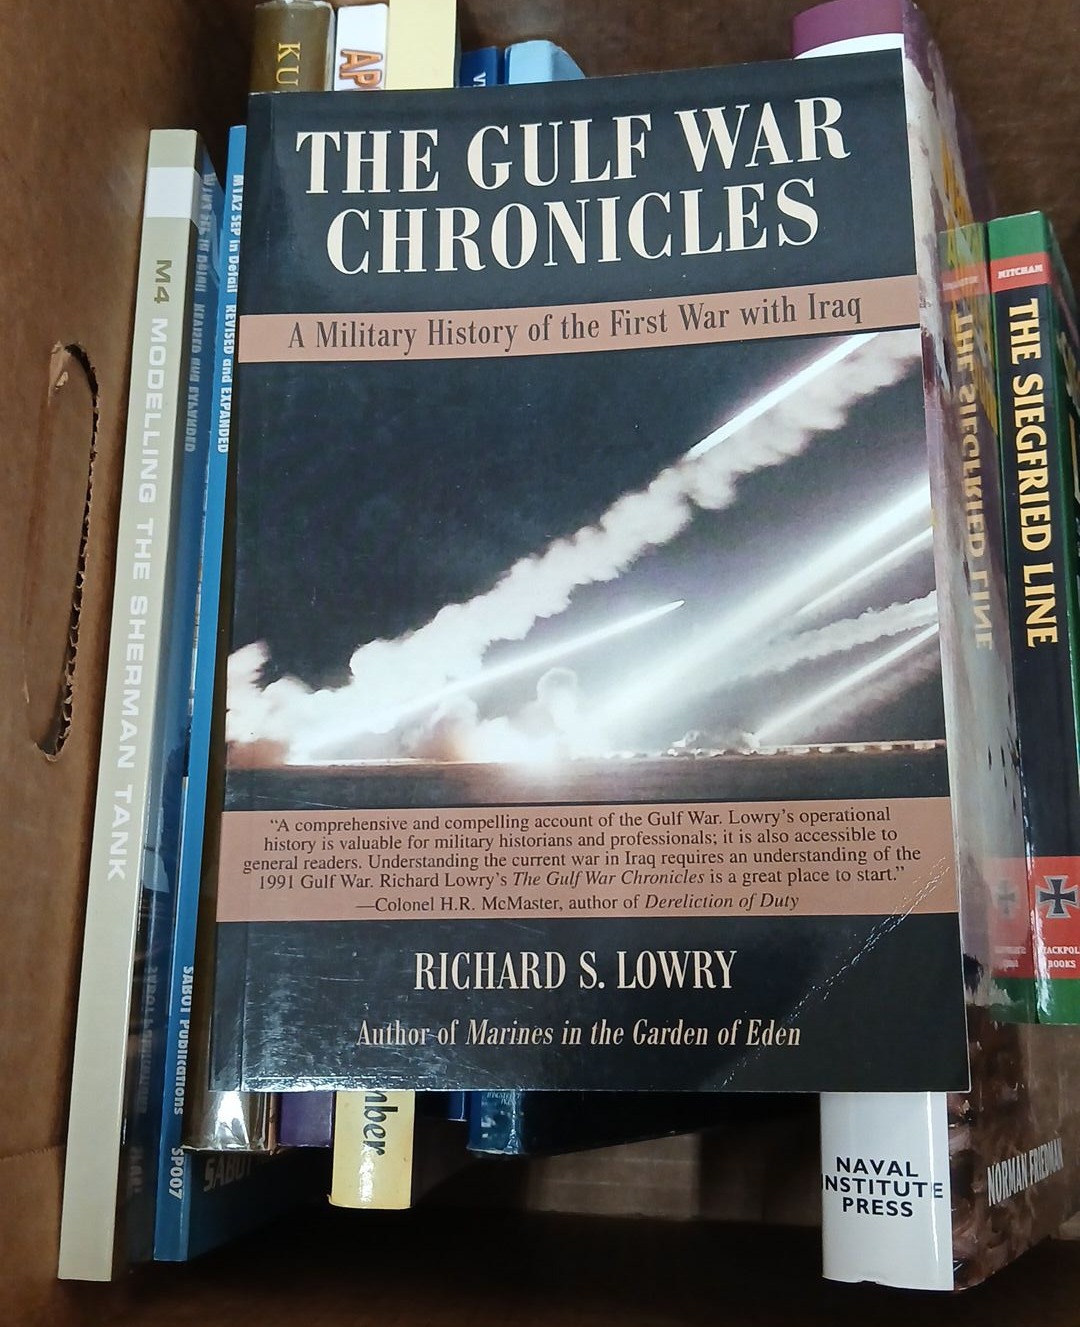 KU
AP
M4 MODELLING THE SHERMAN TANK
M1A2 SEP in Detail REVISED and EXPANDED
SABOT PUBLICATIONS SP007
SABOT
THE GULF WAR
CHRONICLES
A Military History of the First War with Iraq
“A comprehensive and compelling account of the Gulf War. Lowry’s operational
history is valuable for military historians and professionals; it is also accessible to
general readers. Understanding the current war in Iraq requires an understanding of the
1991 Gulf War. Richard Lowry’s The Gulf War Chronicles is a great place to start.”
—Colonel H.R. McMaster, author of Dereliction of Duty
RICHARD S. LOWRY
Author of Marines in the Garden of Eden
mber
NAVAL
INSTITUTE
PRESS
NORMAN FRIEDMAN
MITCHAM
THE SIEGFRIED LINE
STACKPOLE
BOOKS